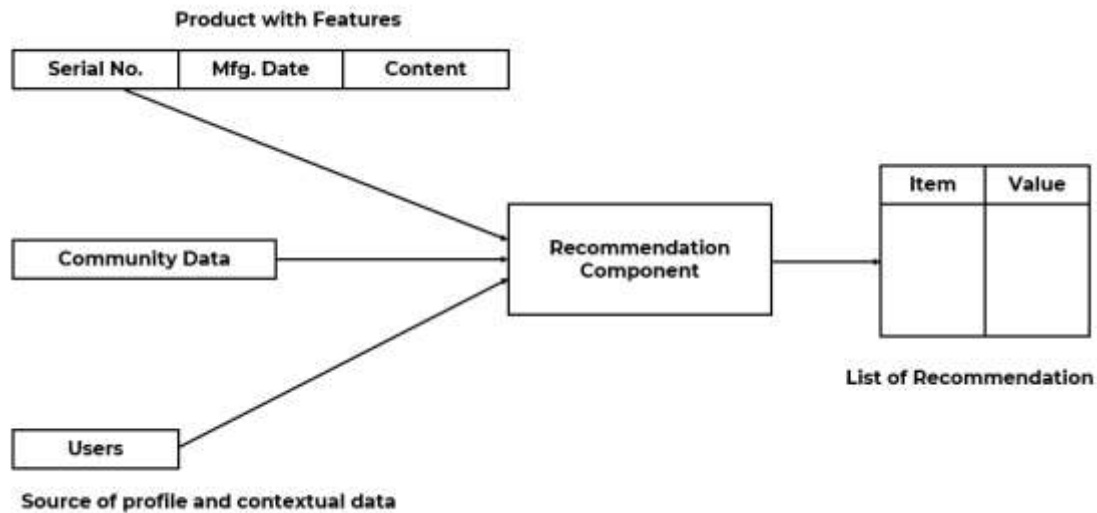 Product with Features
Serial No. Mfg. Date Content
Item Value
Community Data
Recommendation
Component
List of Recommendation
Users
Source of profile and contextual data